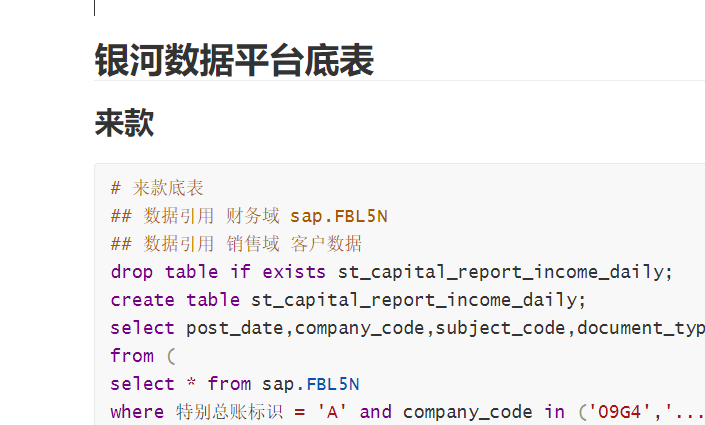 银河数据平台底表
来款
# 来款底表
## 数据引用 财务域 sap.FBL5N
## 数据引用 销售域 客户数据
drop table if exists st_capital_report_income_daily;
create table st_capital_report_income_daily;
select post_date,company_code,subject_code,document_typ
from (
select * from sap.FBL5N
where 特别总账标识 = 'A' and company_code in ('09G4','...